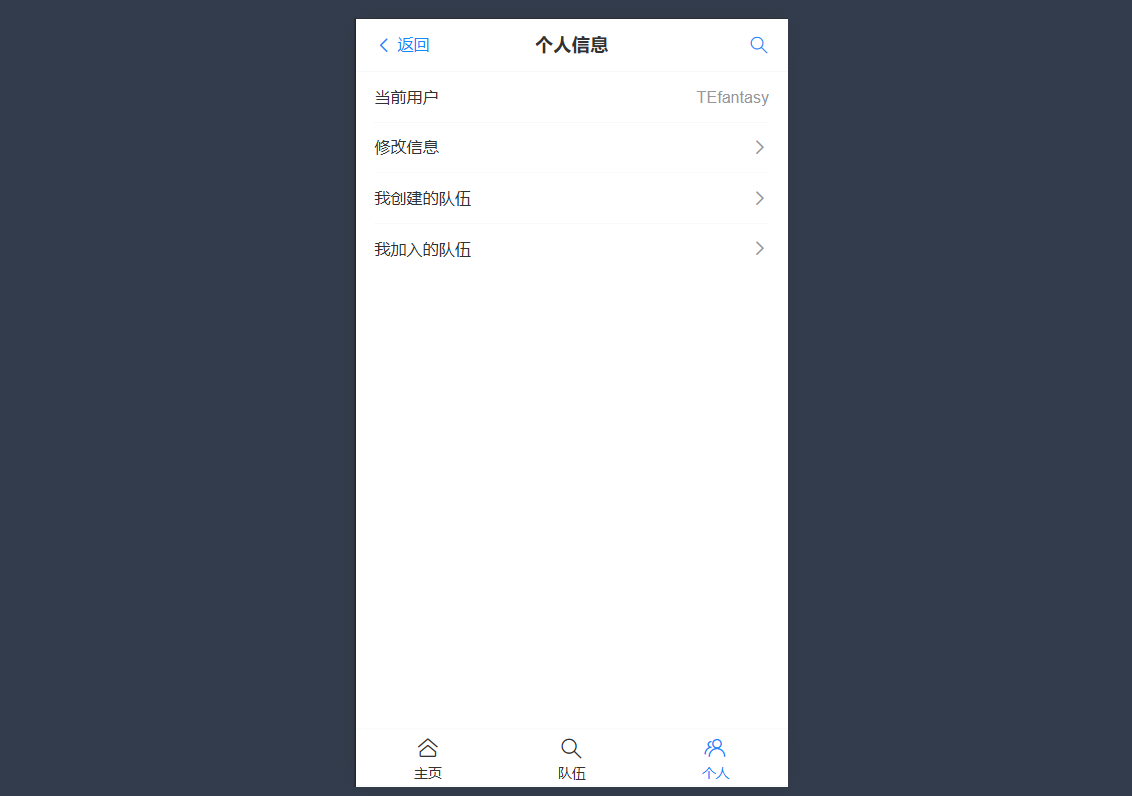 返回 个人信息
当前用户 TEfantasy
修改信息
我创建的队伍
我加入的队伍
主页 队伍 个人